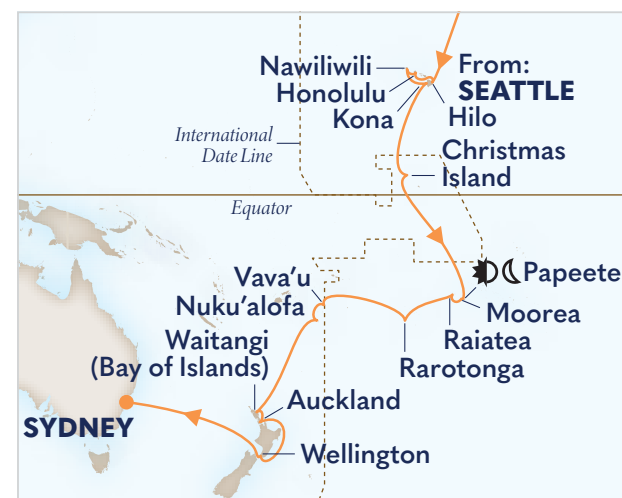 Nawiliwili
Honolulu
Kona
From:
SEATTLE
Hilo
International
Date Line
Christmas
Island
Equator
Papeete
Vava’u
Nuku’alofa
Moorea
Waitangi
(Bay of Islands)
Raiatea
Rarotonga
Auckland
SYDNEY
Wellington